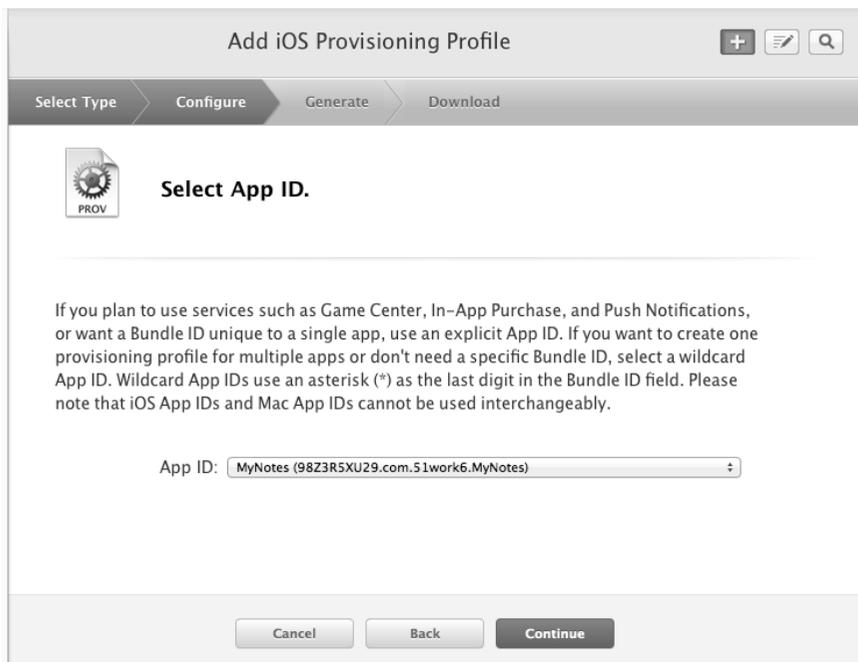 Add iOS Provisioning Profile
Select Type
Configure
Generate
Download
PROV
Select App ID.
If you plan to use services such as Game Center, In-App Purchase, and Push Notifications,
or want a Bundle ID unique to a single app, use an explicit App ID. If you want to create one
provisioning profile for multiple apps or don't need a specific Bundle ID, select a wildcard
App ID. Wildcard App IDs use an asterisk (*) as the last digit in the Bundle ID field. Please
note that iOS App IDs and Mac App IDs cannot be used interchangeably.
App ID: MyNotes (98Z3R5XU29.com.51work6.MyNotes)
Cancel
Back
Continue